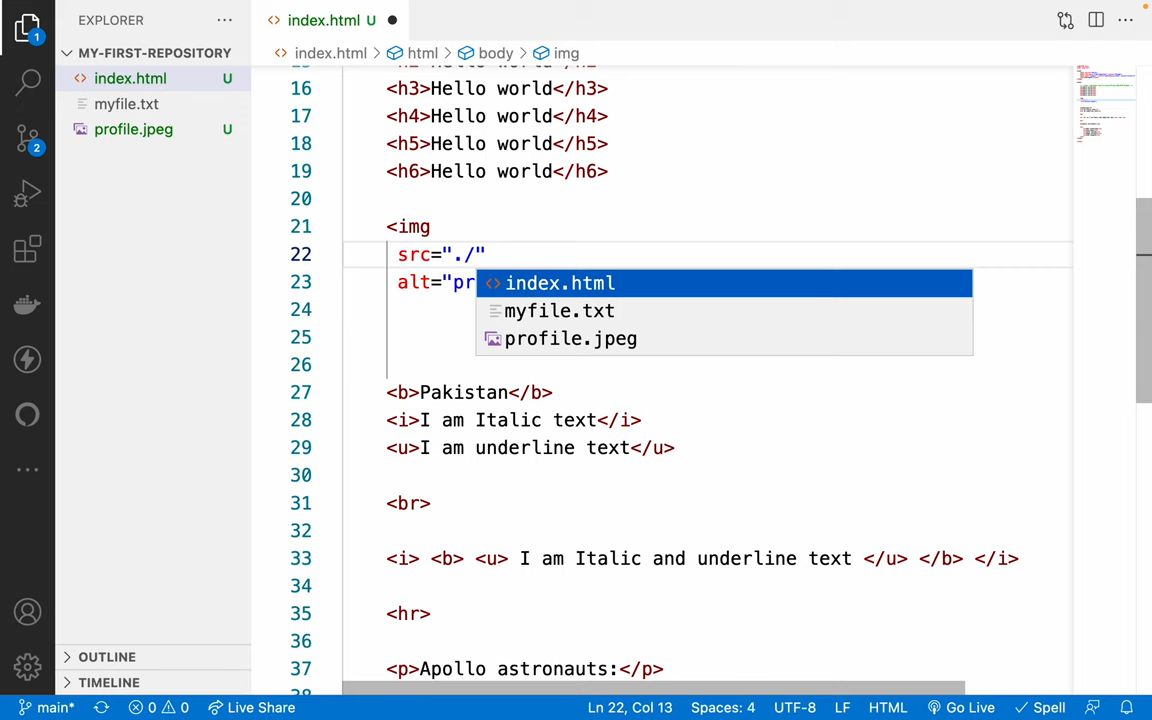 EXPLORER
index.html U
MY-FIRST-REPOSITORY
index.html U
myfile.txt
profile.jpeg U
1
2
index.html > html > body > img
16 <h3>Hello world</h3>
17 <h4>Hello world</h4>
18 <h5>Hello world</h5>
19 <h6>Hello world</h6>
20
21 <img
22 src="./"
23 alt="pr
index.html
myfile.txt
profile.jpeg
24
25
26
27 <b>Pakistan</b>
28 <i>I am Italic text</i>
29 <u>I am underline text</u>
30
31 <br>
32
33 <i> <b> <u> I am Italic and underline text </u> </b> </i>
34
35 <hr>
36
37 <p>Apollo astronauts:</p>
OUTLINE
TIMELINE
main* 0 0 Live Share Ln 22, Col 13 Spaces: 4 UTF-8 LF HTML Go Live Spell